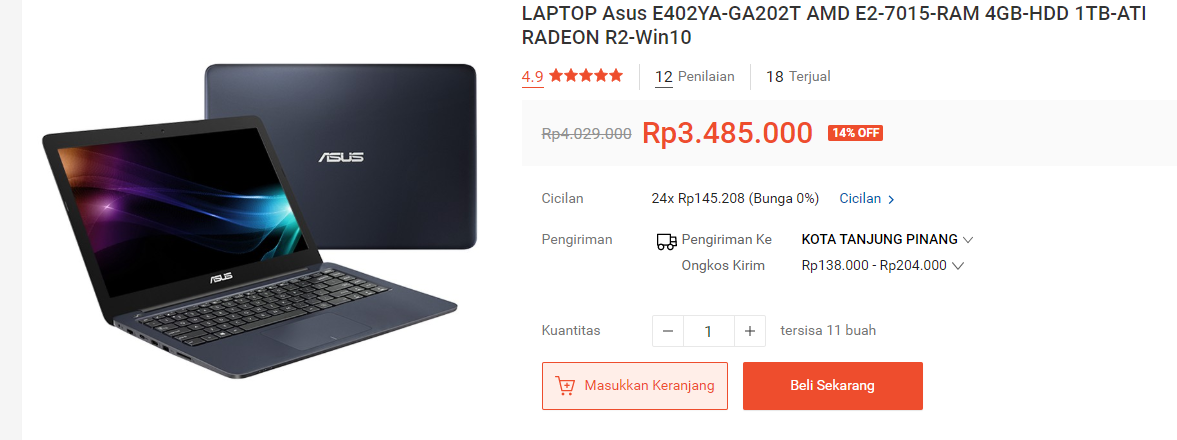 LAPTOP Asus E402YA-GA202T AMD E2-7015-RAM 4GB-HDD 1TB-ATI
RADEON R2-Win10
4.9 12 Penilaian 18 Terjual
Rp4.029.000 Rp3.485.000 14% OFF
Cicilan 24x Rp145.208 (Bunga 0%) Cicilan
Pengiriman Pengiriman Ke KOTA TANJUNG PINANG
Ongkos Kirim Rp138.000 - Rp204.000
Kuantitas − 1 + tersisa 11 buah
Masukkan Keranjang Beli Sekarang
ASUS
ASUS